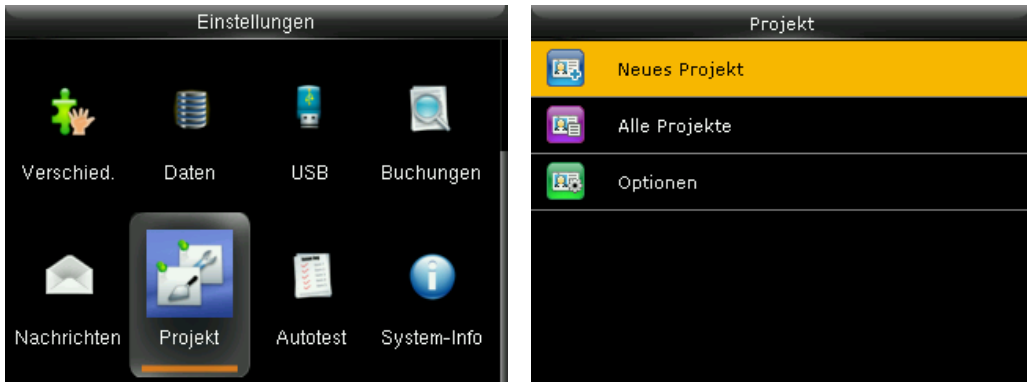 Einstellungen
Verschied. Daten USB Buchungen
Nachrichten Projekt Autotest System-Info
Projekt
Neues Projekt
Alle Projekte
Optionen